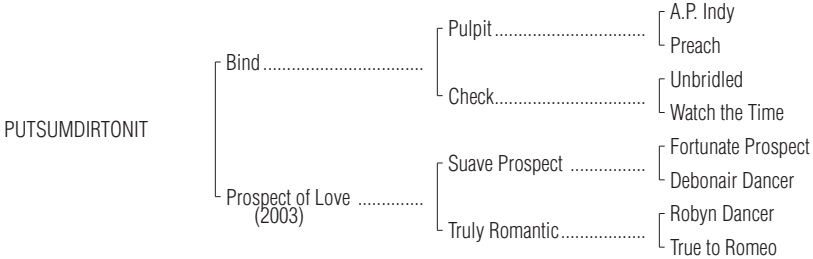 A.P. Indy
Pulpit..............................
Preach
Bind................................
Unbridled
Check..............................
Watch the Time
PUTSUMDIRTONIT
Fortunate Prospect
Suave Prospect ................
Debonair Dancer
Prospect of Love .............
(2003)
Robyn Dancer
Truly Romantic..................
True to Romeo